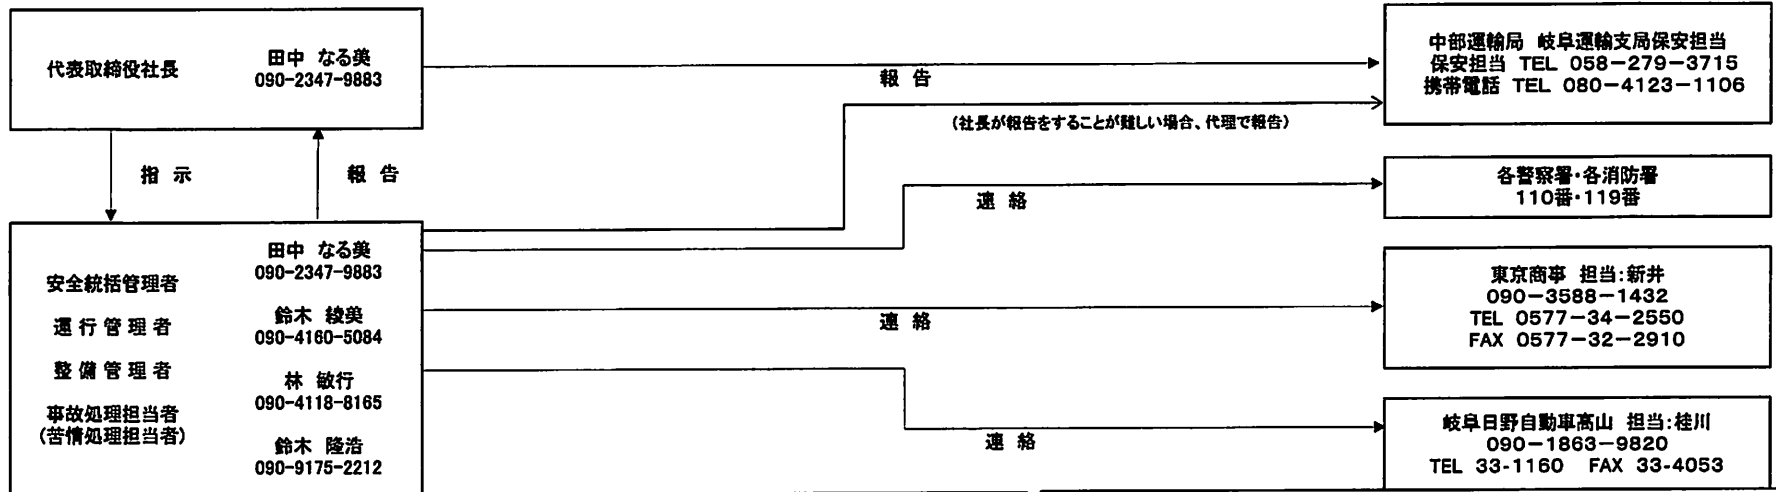 代表取締役社長
田中 なる美
090-2347-9883
報 告
中部運輸局 岐阜運輸支局保安担当
保安担当 TEL 058-279-3715
携帯電話 TEL 080-4123-1106
(社長が報告をすることが難しい場合、代理で報告)
指 示
報 告
連 絡
各警察署・各消防署
110番・119番
安全統括管理者
運 行 管 理 者
整 備 管 理 者
事故処理担当者
(苦情処理担当者)
田中 なる美
090-2347-9883
鈴木 綾美
090-4160-5084
林 敏行
090-4118-8165
鈴木 隆浩
090-9175-2212
連 絡
東京商事 担当:新井
090-3588-1432
TEL 0577-34-2550
FAX 0577-32-2910
連 絡
岐阜日野自動車高山 担当:桂川
090-1863-9820
TEL 33-1160 FAX 33-4053